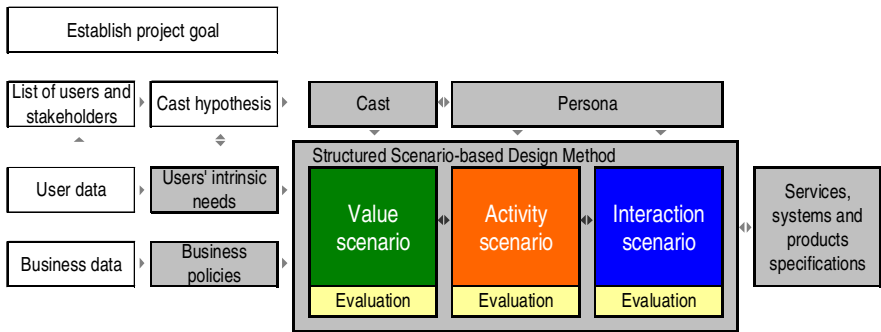 Establish project goal
List of users and
stakeholders
Cast hypothesis
Cast
Persona
Structured Scenario-based Design Method
User data
Users' intrinsic
needs
Value
scenario
Activity
scenario
Interaction
scenario
Services,
systems and
products
specifications
Business data
Business
policies
Evaluation
Evaluation
Evaluation